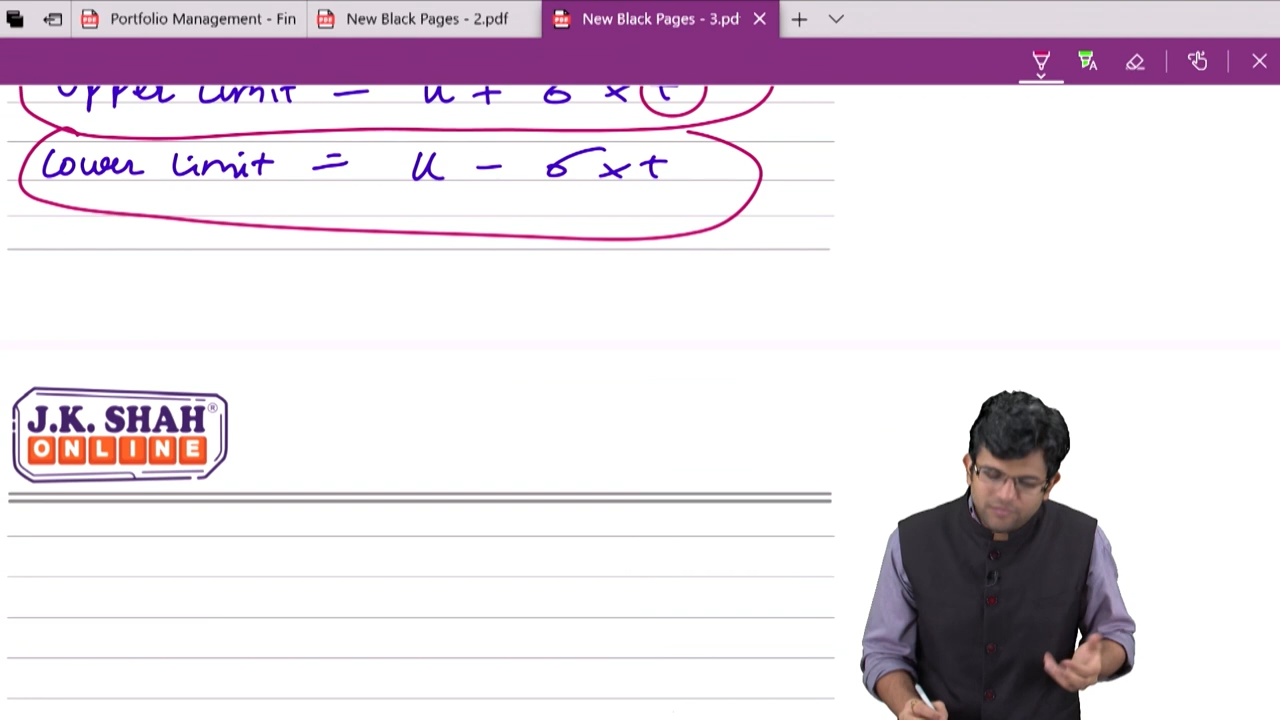 Portfolio Management - Fin
New Black Pages - 2.pdf
New Black Pages - 3.pd
Upper Limit = μ + σ × t
Lower Limit = μ - σ × t
J.K. SHAH®
ONLINE